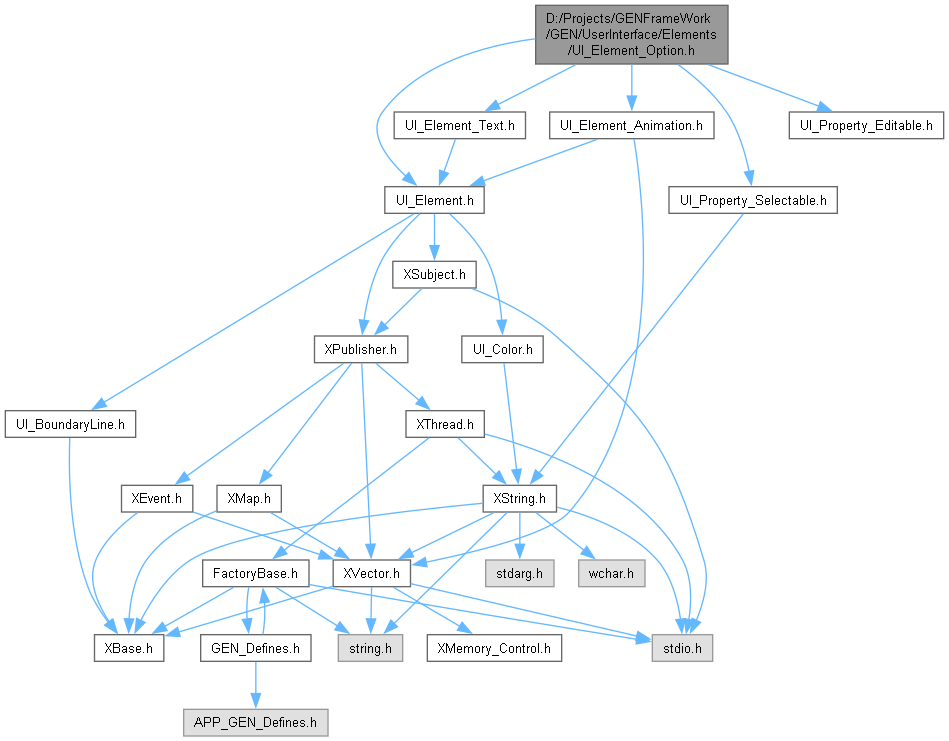 D:/Projects/GENFrameWork
/GEN/UserInterface/Elements
/UI_Element_Option.h
UI_Element_Text.h
UI_Element_Animation.h
UI_Property_Editable.h
UI_Element.h
UI_Property_Selectable.h
XSubject.h
XPublisher.h
UI_Color.h
UI_BoundaryLine.h
XThread.h
XEvent.h
XMap.h
XString.h
FactoryBase.h
XVector.h
stdarg.h
wchar.h
XBase.h
GEN_Defines.h
string.h
XMemory_Control.h
stdio.h
APP_GEN_Defines.h